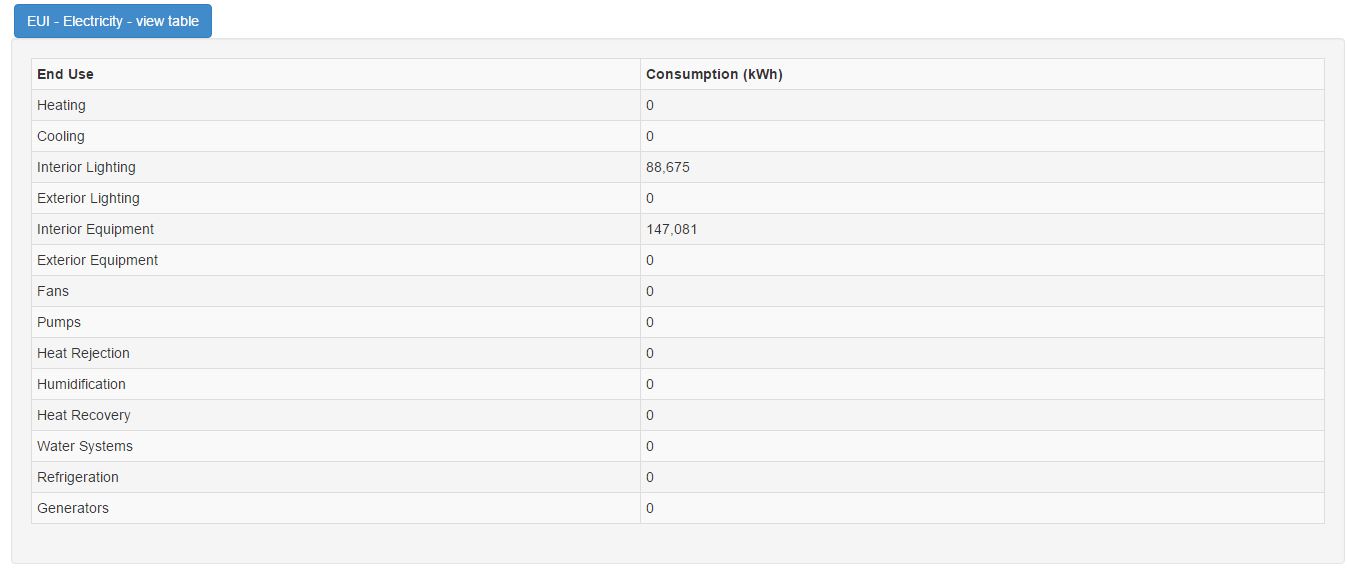 EUI - Electricity - view table
End Use Consumption (kWh)
Heating 0
Cooling 0
Interior Lighting 88,675
Exterior Lighting 0
Interior Equipment 147,081
Exterior Equipment 0
Fans 0
Pumps 0
Heat Rejection 0
Humidification 0
Heat Recovery 0
Water Systems 0
Refrigeration 0
Generators 0